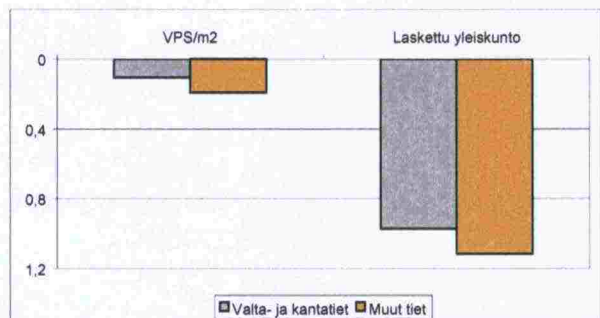 VPS/m2 Laskettu yleiskunto
0
0,4
0,8
1,2
Valta- ja kantatiet Muut tiet